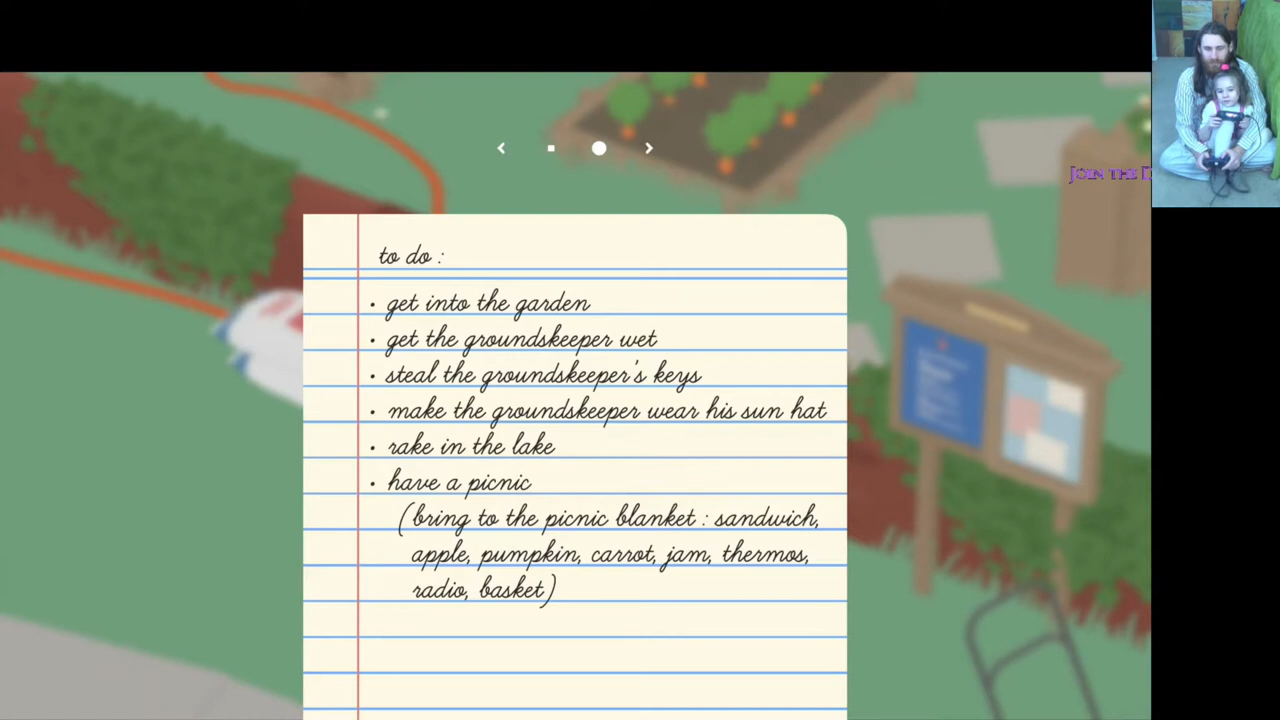 JOIN THE
to do :
• get into the garden
• get the groundskeeper wet
• steal the groundskeeper's keys
• make the groundskeeper wear his sun hat
• rake in the lake
• have a picnic
(bring to the picnic blanket : sandwich,
apple, pumpkin, carrot, jam, thermos,
radio, basket)